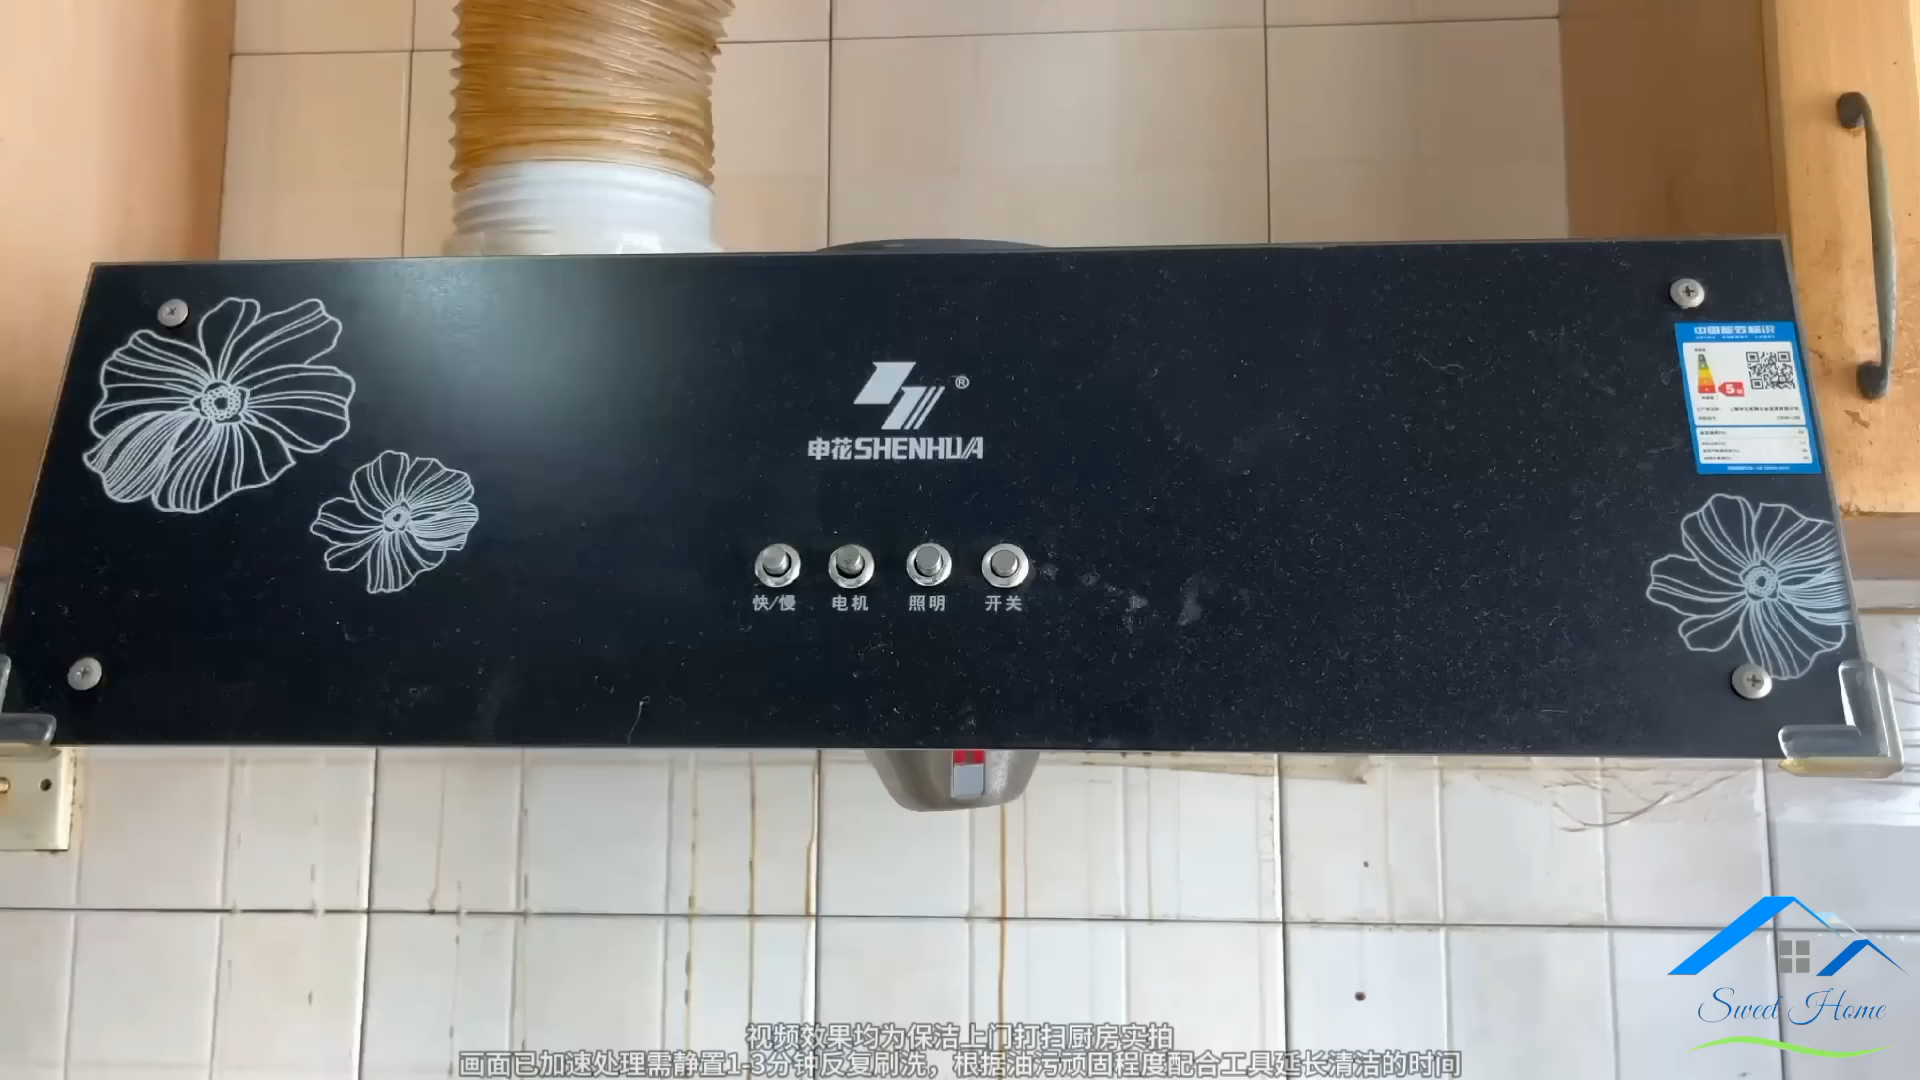 中国能效标识
5
®
申花SHENHUA
快/慢 电机 照明 开关
Sweet Home
视频效果均为保洁上门打扫厨房实拍
画面已加速处理需静置1-3分钟反复刷洗，根据油污顽固程度配合工具延长清洁的时间